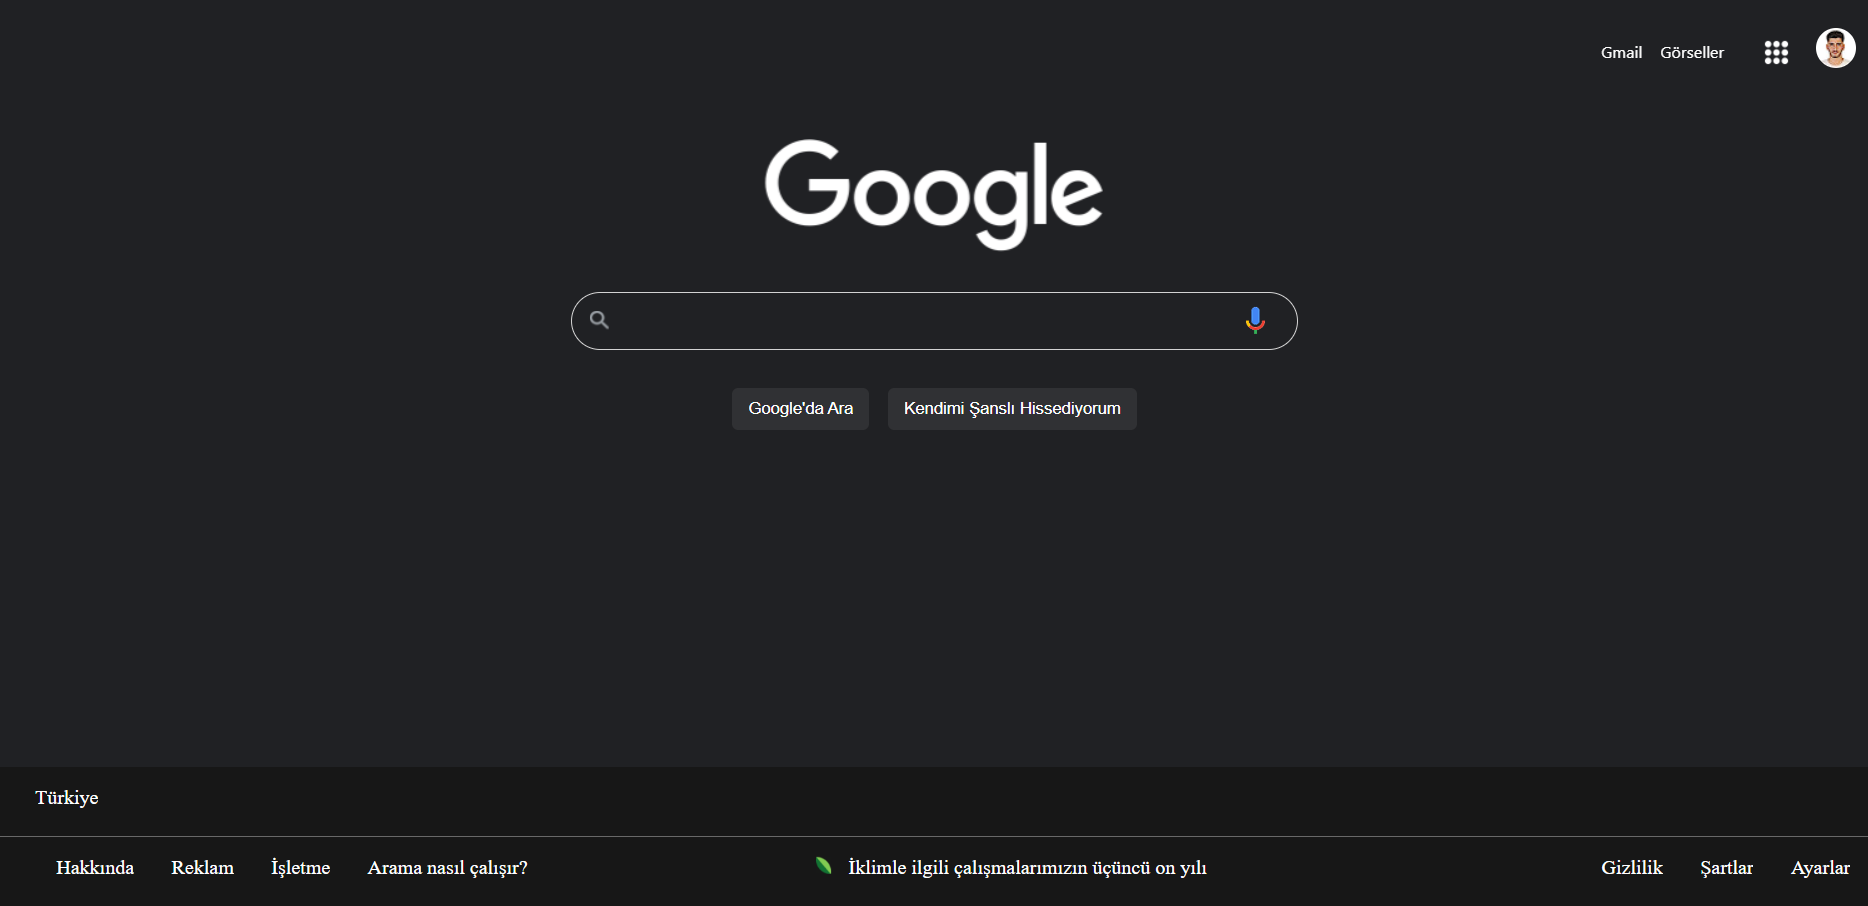 Gmail Görseller
Google
Google'da Ara Kendimi Şanslı Hissediyorum
Türkiye
Hakkında Reklam İşletme Arama nasıl çalışır? İklimle ilgili çalışmalarımızın üçüncü on yılı Gizlilik Şartlar Ayarlar